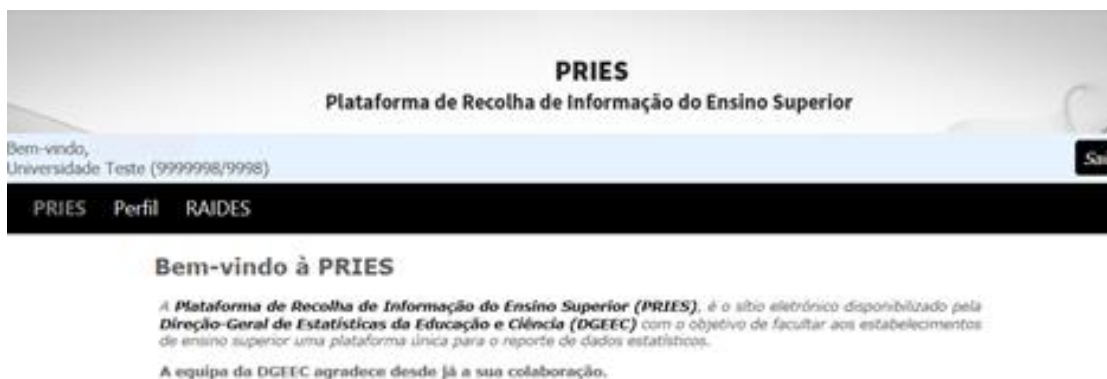 PRIES
Plataforma de Recolha de Informação do Ensino Superior
Bem-vindo,
Universidade Teste (9999998/9998)
PRIES Perfil RAIDES
Bem-vindo à PRIES
A Plataforma de Recolha de Informação do Ensino Superior (PRIES), é o sítio eletrónico disponibilizado pela
Direção-Geral de Estatísticas da Educação e Ciência (DGEEC) com o objetivo de facultar aos estabelecimentos
de ensino superior uma plataforma única para o reporte de dados estatísticos.
A equipa da DGEEC agradece desde já a sua colaboração.